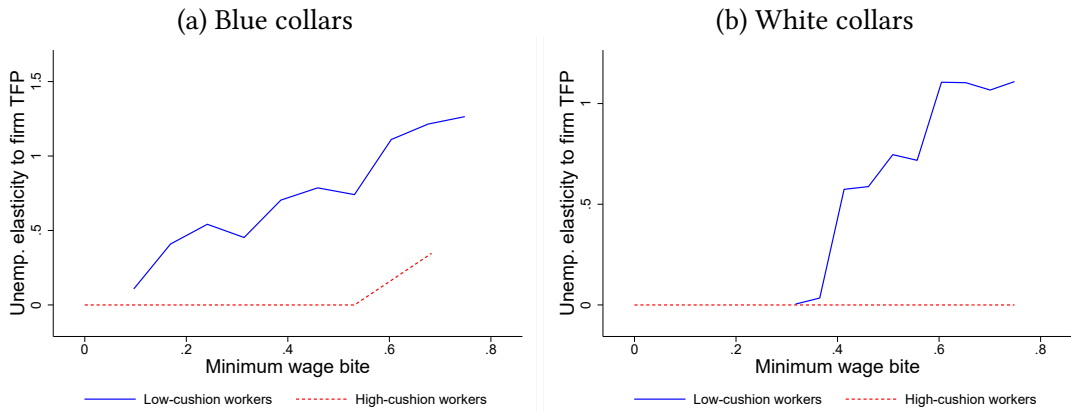 (a) Blue collars
Unemp. elasticity to firm TFP
1.5
1
.5
0
0 .2 .4 .6 .8
Minimum wage bite
Low-cushion workers High-cushion workers
(b) White collars
Unemp. elasticity to firm TFP
1
.5
0
0 .2 .4 .6 .8
Minimum wage bite
Low-cushion workers High-cushion workers